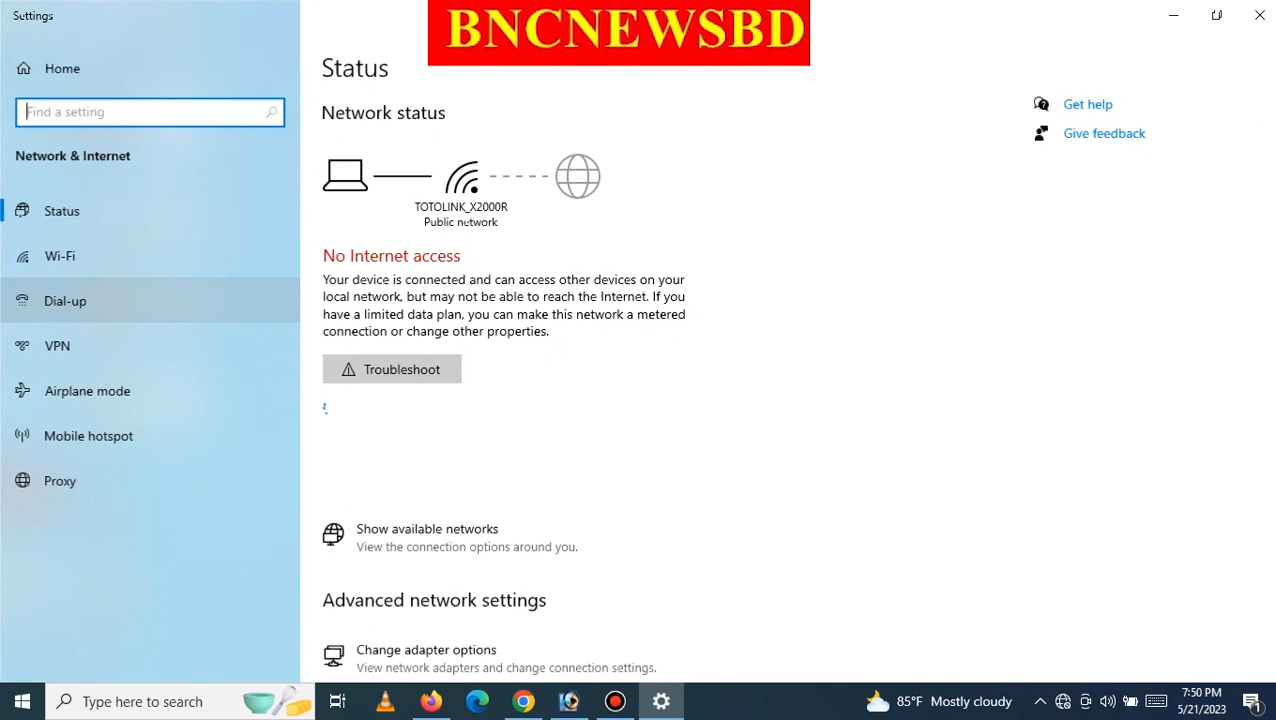 Settings
BNCNEWSBD
Home
Find a setting
Network & Internet
Status
Wi-Fi
Dial-up
VPN
Airplane mode
Mobile hotspot
Proxy
Status
Network status
TOTOLINK_X2000R
Public network
No Internet access
Your device is connected and can access other devices on your
local network, but may not be able to reach the Internet. If you
have a limited data plan, you can make this network a metered
connection or change other properties.
Troubleshoot
Show available networks
View the connection options around you.
Advanced network settings
Change adapter options
View network adapters and change connection settings.
Get help
Give feedback
Type here to search
85°F Mostly cloudy
7:50 PM
5/21/2023
1